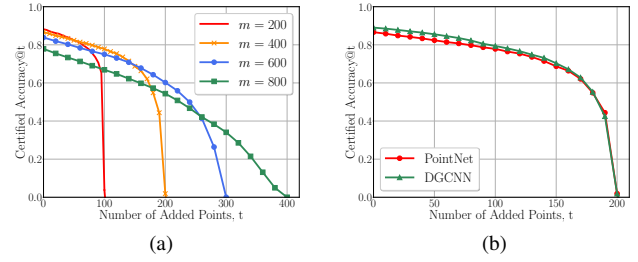 Certified Accuracy@t
1.0
0.8
0.6
0.4
0.2
0.0
m = 200
m = 400
m = 600
m = 800
0 100 200 300 400
Number of Added Points, t
(a)
Certified Accuracy@t
1.0
0.8
0.6
0.4
0.2
0.0
PointNet
DGCNN
0 50 100 150 200
Number of Added Points, t
(b)